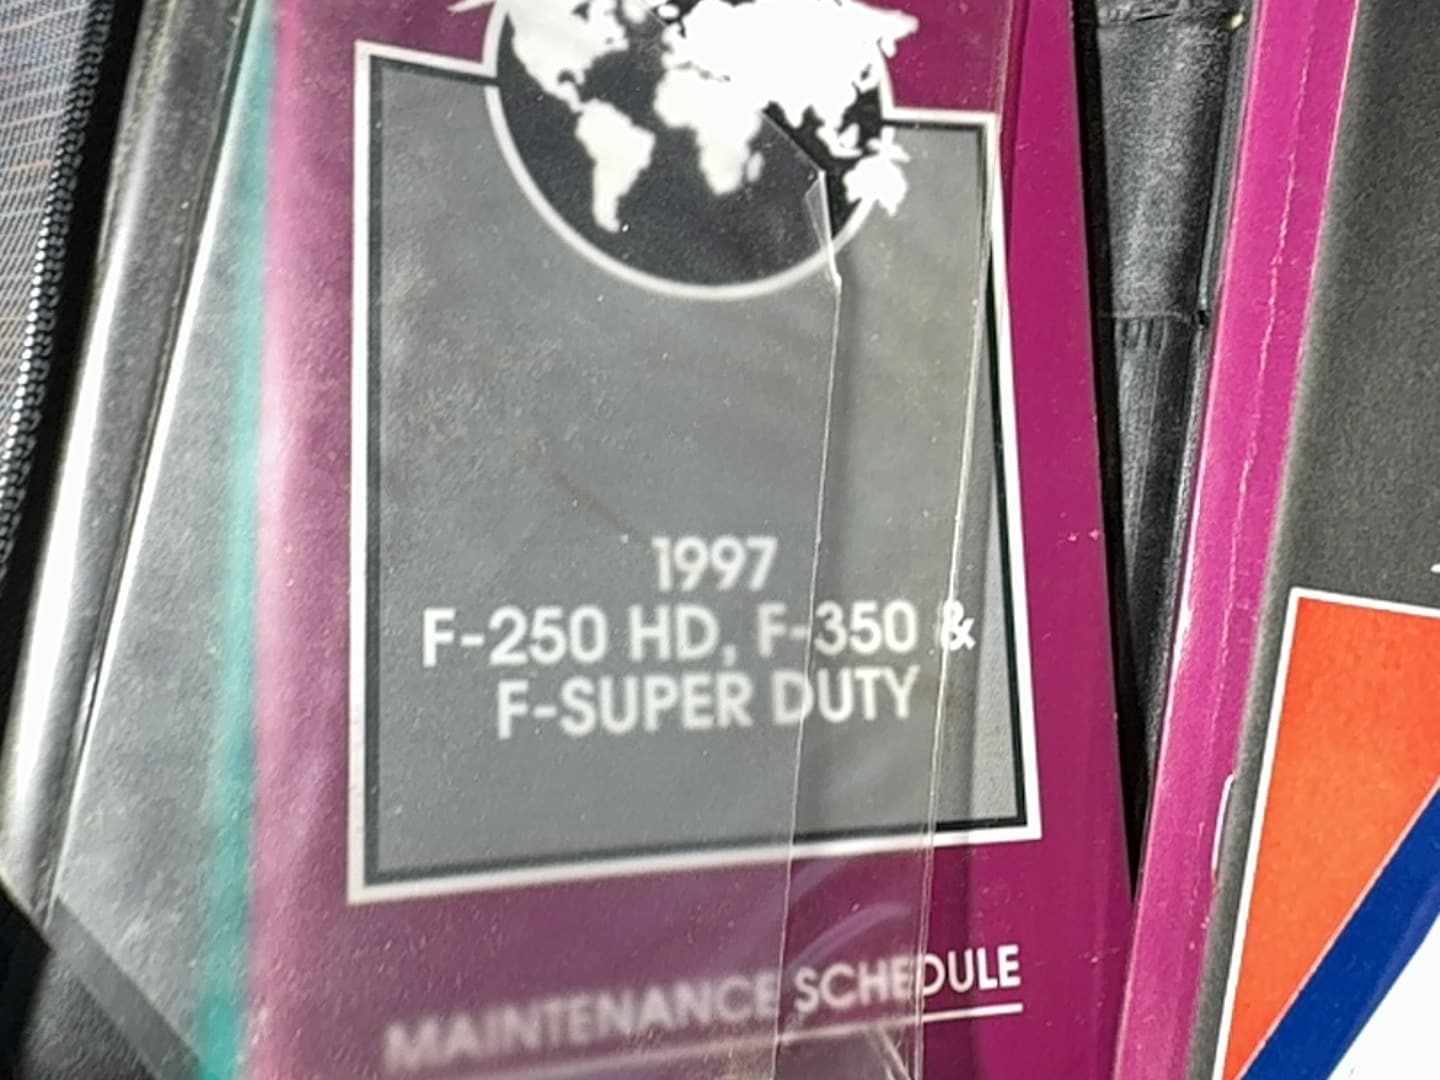 1997
F-250 HD, F-350 &
F-SUPER DUTY
MAINTENANCE SCHEDULE